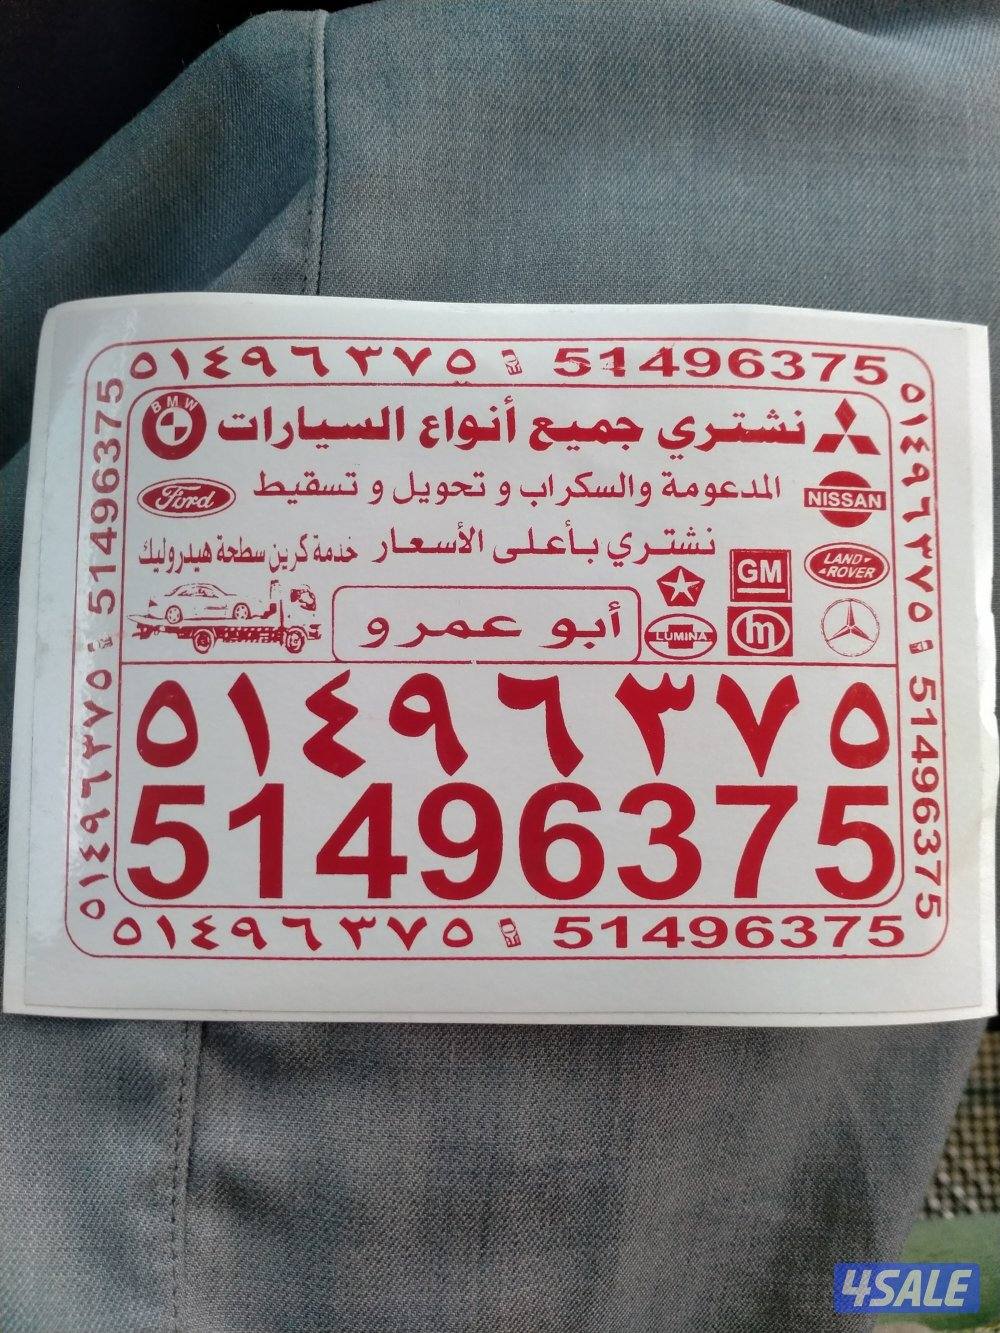 ٥١٤٩٦٣٧٥ 51496375
BMW
نشتري جميع أنواع السيارات
Ford
المدعومة والسكراب و تحويل و تسقيط
NISSAN
نشتري بأعلى الأسعار خدمة كرين سطحة هيدروليك
GM
LAND ROVER
أبو عمرو
LUMINA
m
٥١٤٩٦٣٧٥
51496375
٥١٤٩٦٣٧٥ 51496375
٥١٤٩٦٣٧٥ 51496375
٥١٤٩٦٣٧٥ 51496375
4SALE